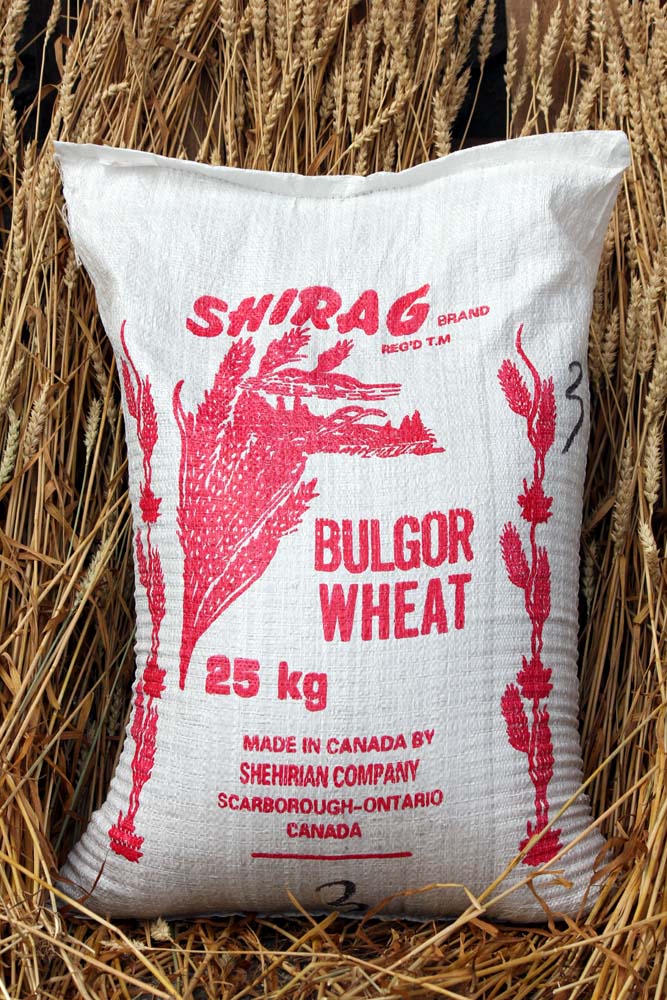 SHIRAG BRAND
REG'D T.M
3
BULGOR
WHEAT
25 kg
MADE IN CANADA BY
SHEHIRIAN COMPANY
SCARBOROUGH-ONTARIO
CANADA
3